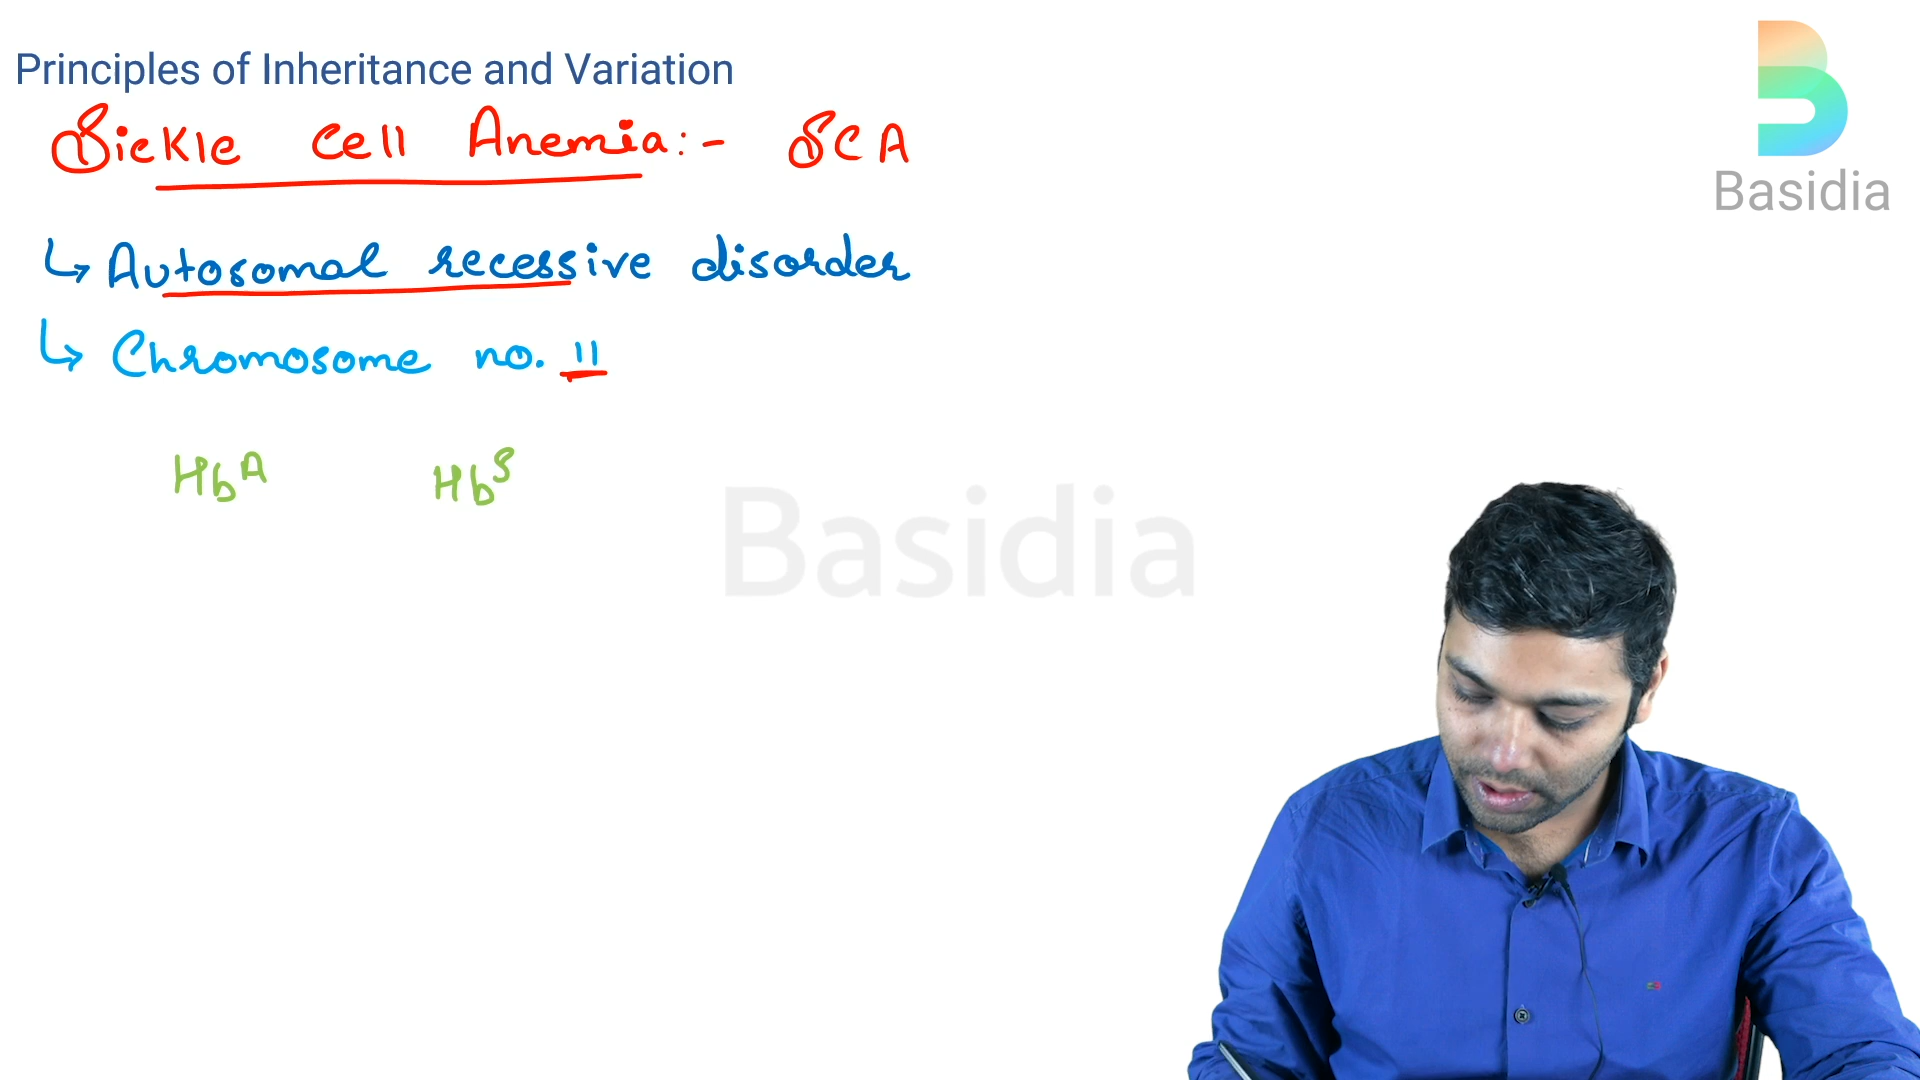 Principles of Inheritance and Variation
Sickle Cell Anemia:- SCA
↳ Autosomal recessive disorder
↳ Chromosome no. 11
Hb^A Hb^S
Basidia
Basidia